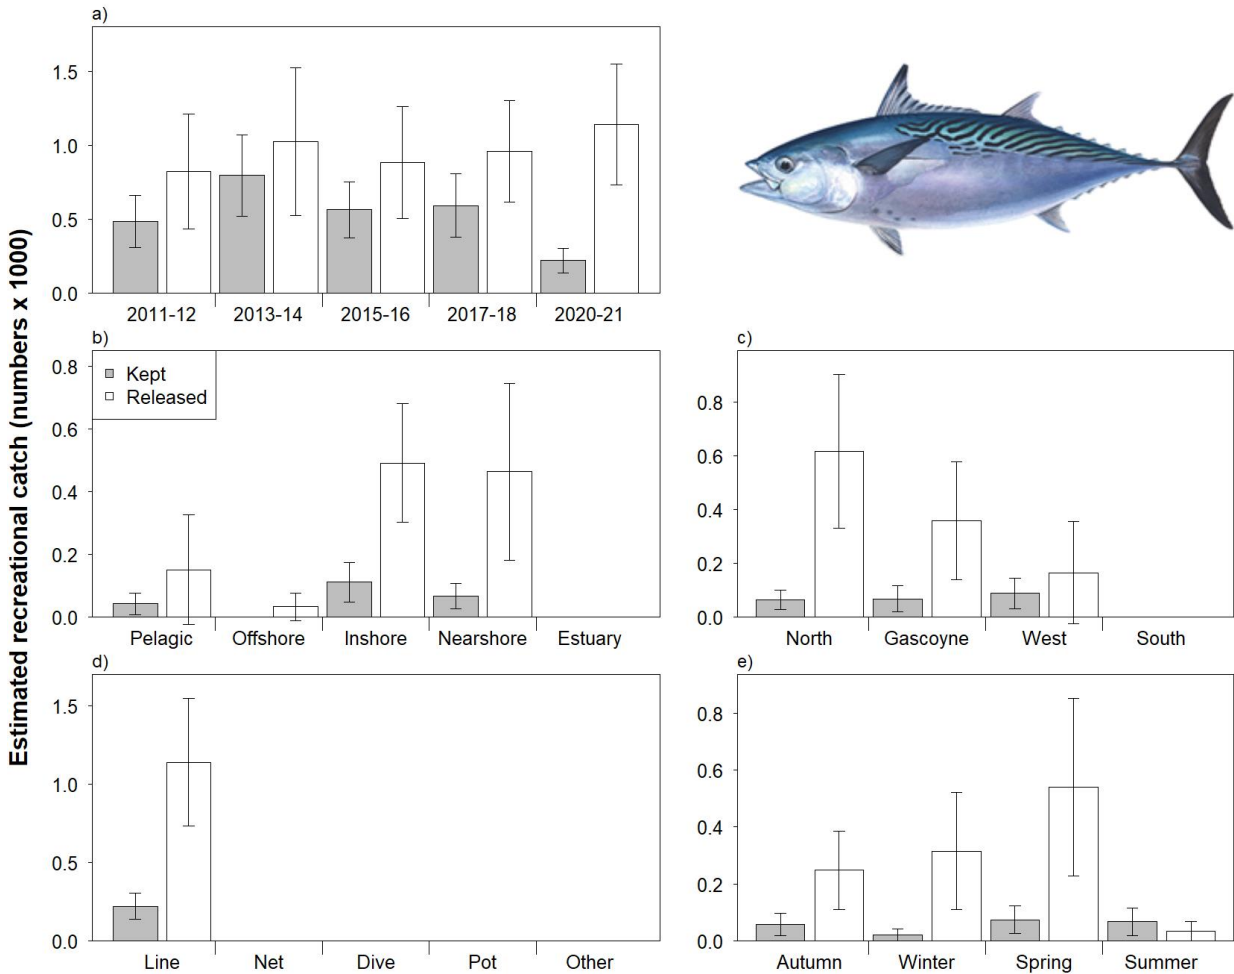 Estimated recreational catch (numbers x 1000)
a)
1.5
1.0
0.5
0.0
2011-12 2013-14 2015-16 2017-18 2020-21
b)
Kept
Released
0.8
0.6
0.4
0.2
0.0
Pelagic Offshore Inshore Nearshore Estuary
c)
0.8
0.6
0.4
0.2
0.0
North Gascoyne West South
d)
1.5
1.0
0.5
0.0
Line Net Dive Pot Other
e)
0.8
0.6
0.4
0.2
0.0
Autumn Winter Spring Summer